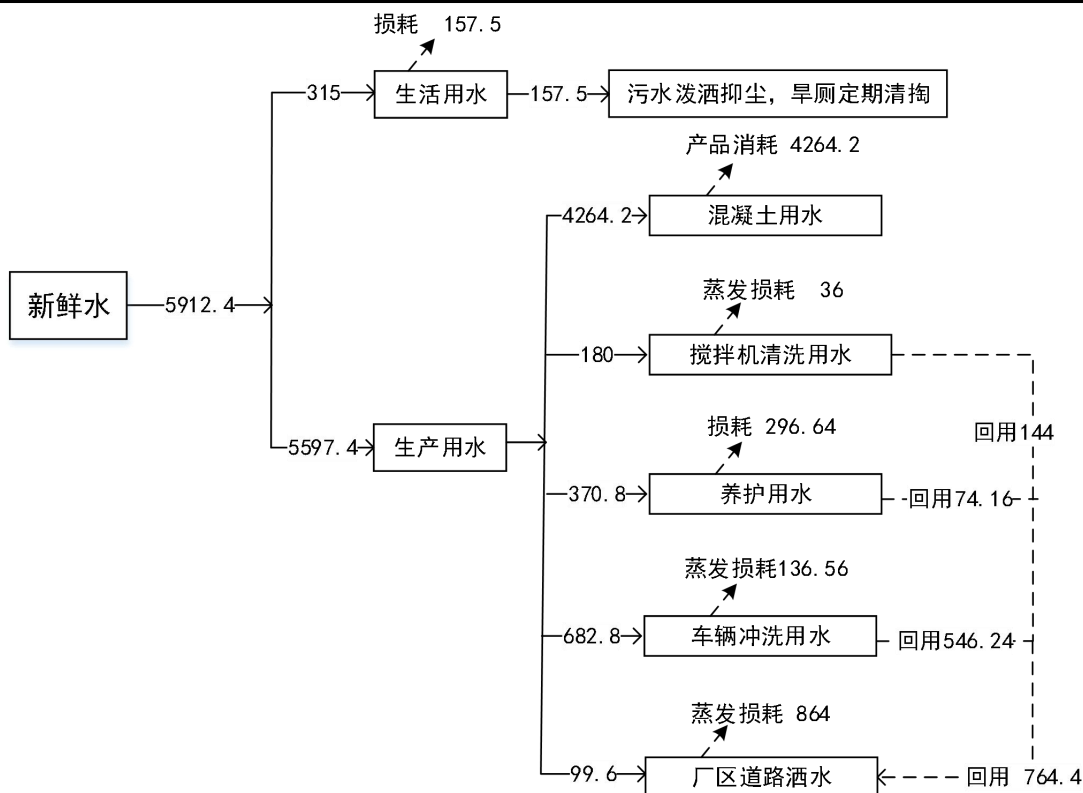 损耗 157.5
315
生活用水
157.5
污水泼洒抑尘，旱厕定期清掏
产品消耗 4264.2
4264.2
混凝土用水
新鲜水
5912.4
蒸发损耗 36
180
搅拌机清洗用水
回用144
5597.4
生产用水
损耗 296.64
370.8
养护用水
回用74.16
蒸发损耗136.56
682.8
车辆冲洗用水
回用546.24
蒸发损耗 864
99.6
厂区道路洒水
回用 764.4